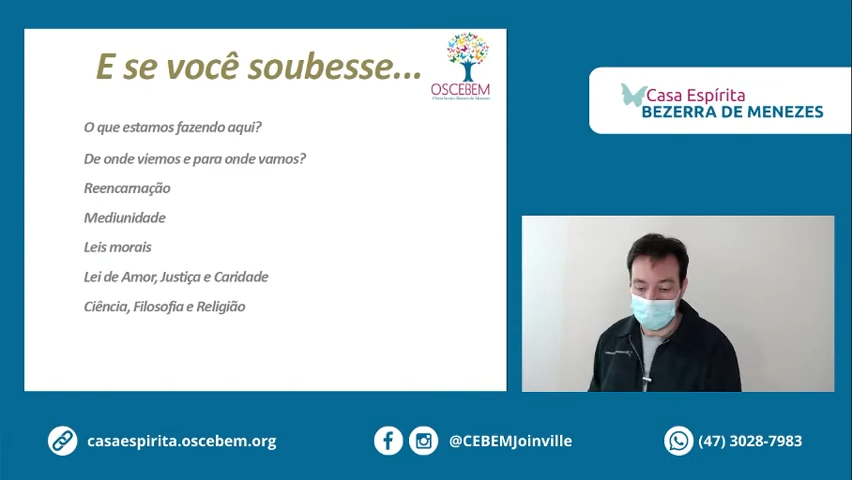 E se você soubesse...
OSCEBEM
O que estamos fazendo aqui?
De onde viemos e para onde vamos?
Reencarnação
Mediunidade
Leis morais
Lei de Amor, Justiça e Caridade
Ciência, Filosofia e Religião
Casa Espírita
BEZERRA DE MENEZES
casaespirita.oscebem.org
@CEBEMJoinville
(47) 3028-7983